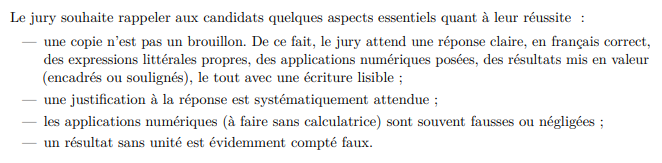 Le jury souhaite rappeler aux candidats quelques aspects essentiels quant à leur réussite :
— une copie n'est pas un brouillon. De ce fait, le jury attend une réponse claire, en français correct,
des expressions littérales propres, des applications numériques posées, des résultats mis en valeur
(encadrés ou soulignés), le tout avec une écriture lisible ;
— une justification à la réponse est systématiquement attendue ;
— les applications numériques (à faire sans calculatrice) sont souvent fausses ou négligées ;
— un résultat sans unité est évidemment compté faux.